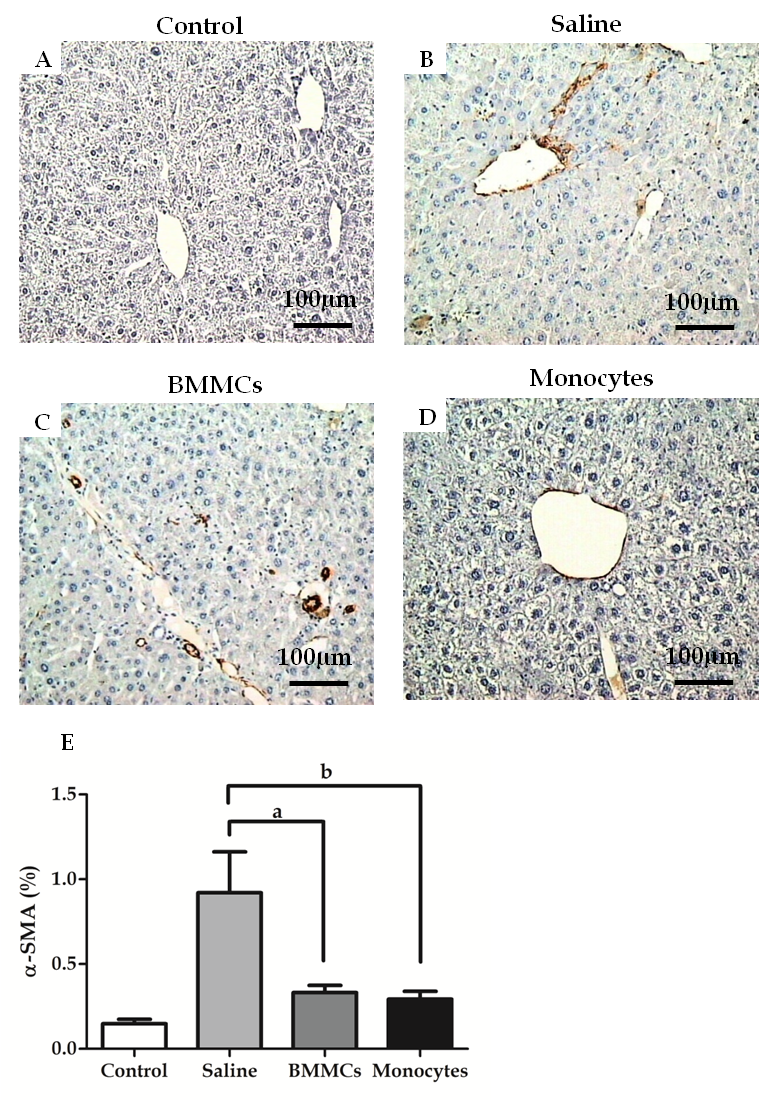 Control
Saline
A
B
100µm
100µm
BMMCs
Monocytes
C
D
100µm
100µm
E
b
a
1.5
1.0
0.5
0.0
α-SMA (%)
Control Saline BMMCs Monocytes